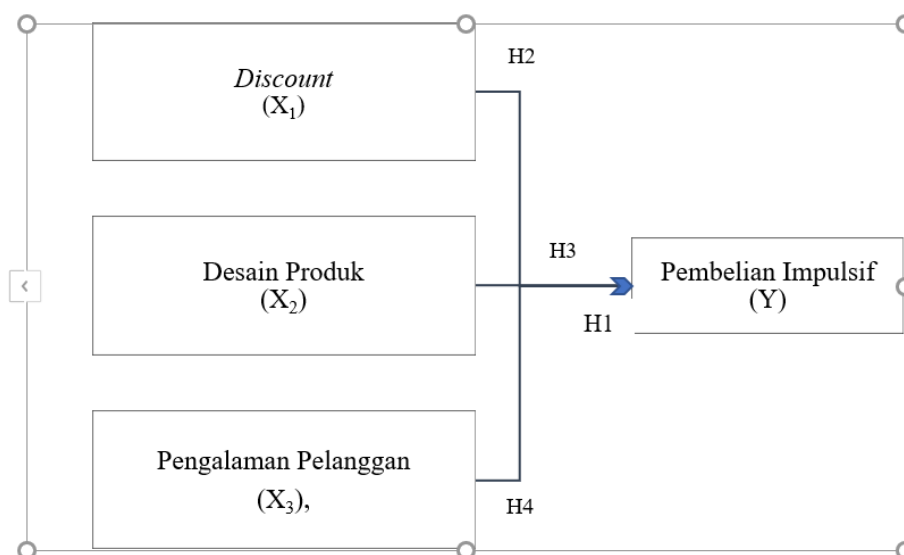 H2
Discount
(X₁)
H3
Desain Produk
(X₂)
Pembelian Impulsif
(Y)
H1
Pengalaman Pelanggan
(X₃),
H4